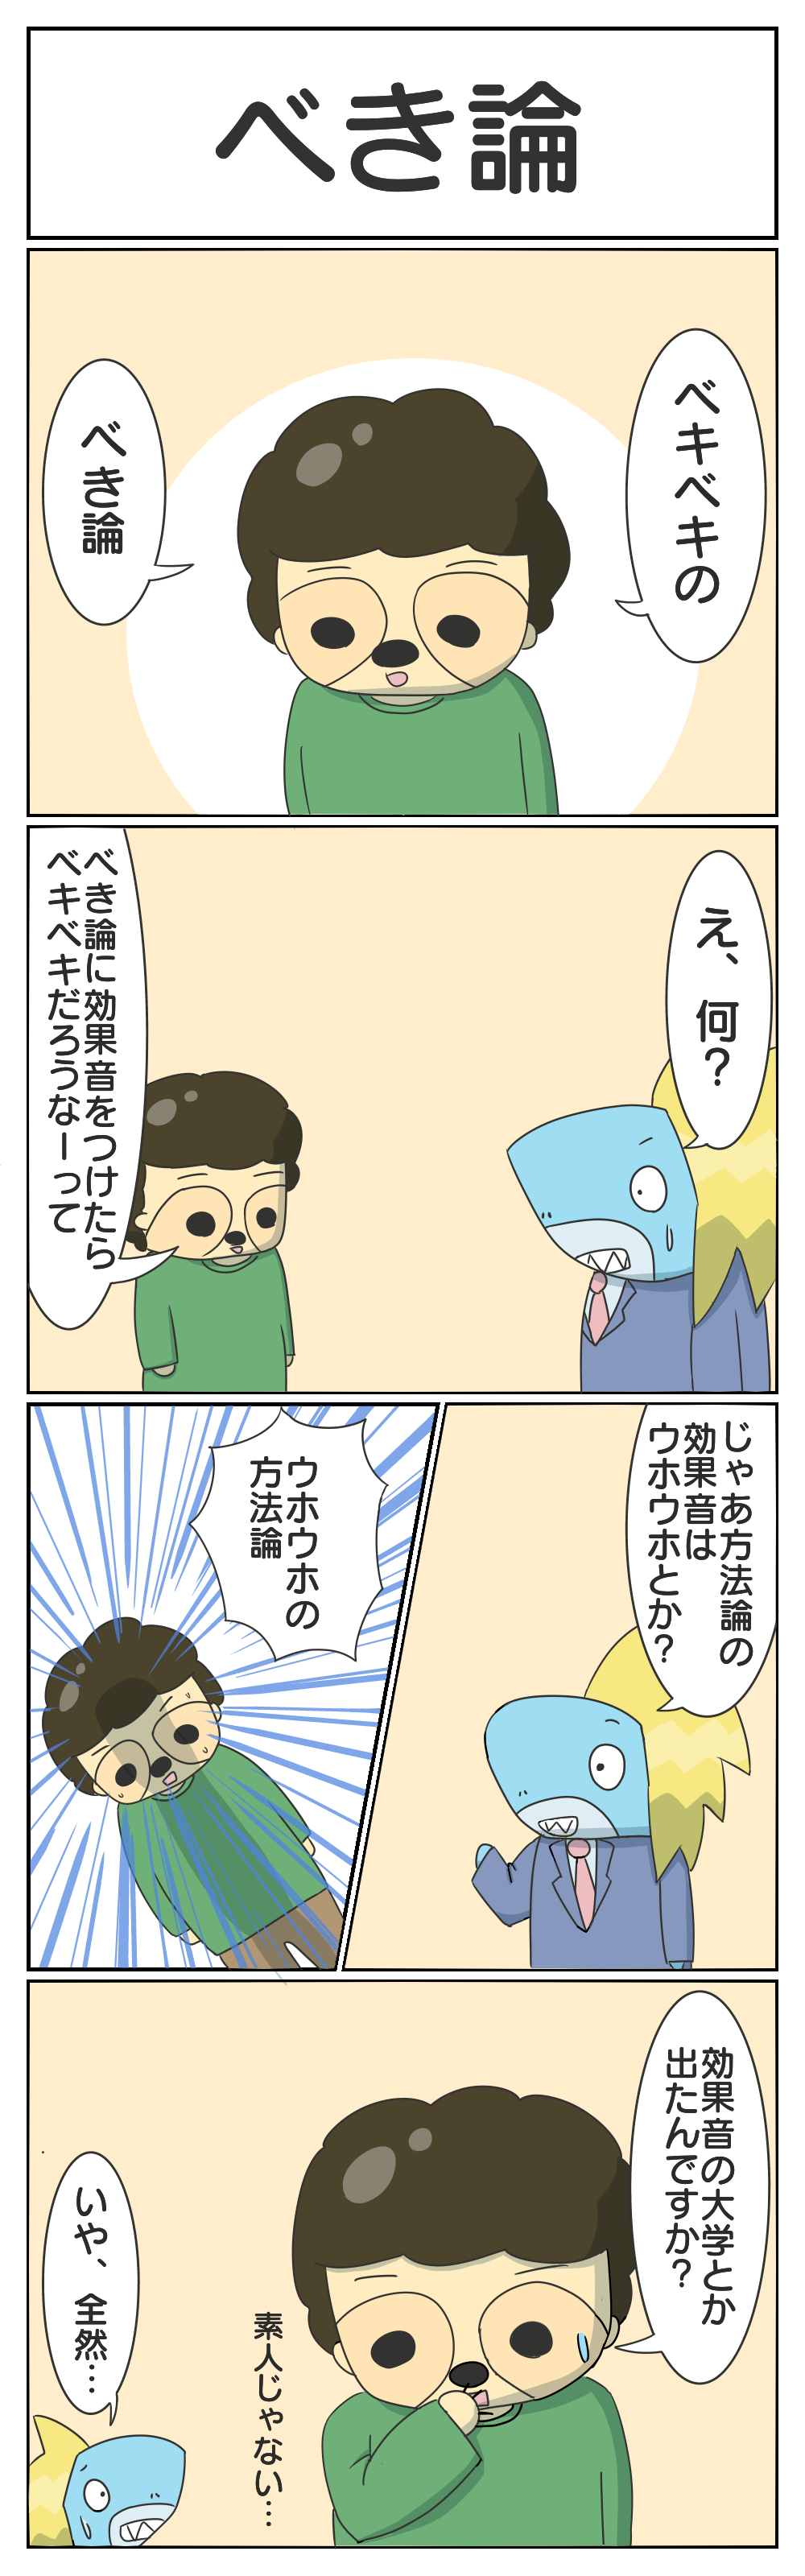 べき論
ベキベキの
べき論
え、何？
べき論に効果音をつけたら
ベキベキだろうなーって
じゃあ方法論の
効果音は
ウホウホとか？
ウホウホの
方法論
効果音の大学とか
出たんですか？
素人じゃない…
いや、全然…